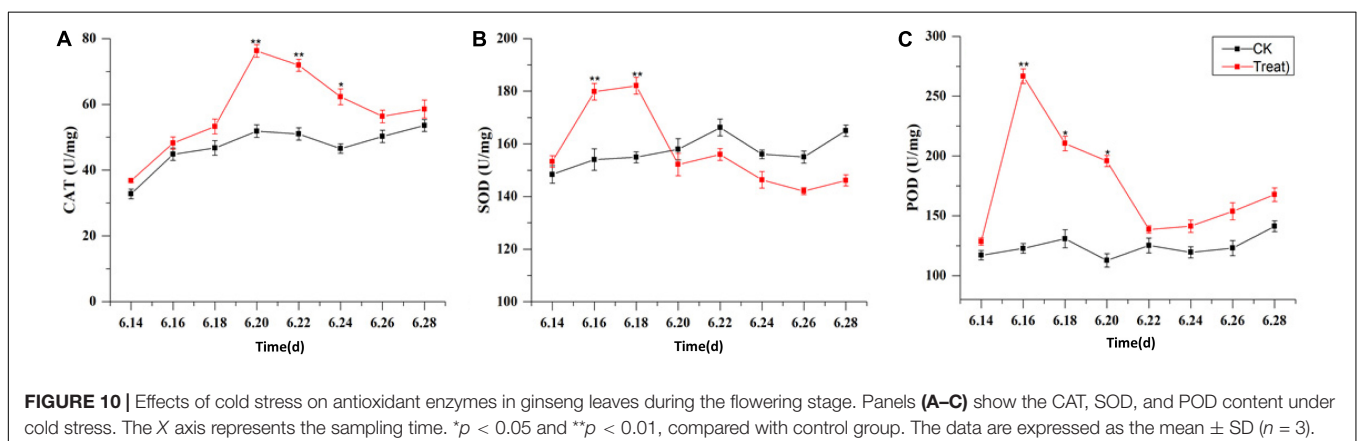 A
CAT (U/mg)
80
60
40
20
0
**
**
*
6.14 6.16 6.18 6.20 6.22 6.24 6.26 6.28
Time(d)
B
SOD (U/mg)
200
180
160
140
120
100
**
**
6.14 6.16 6.18 6.20 6.22 6.24 6.26 6.28
Time(d)
C
POD (U/mg)
300
250
200
150
100
**
*
*
CK
Treat)
6.14 6.16 6.18 6.20 6.22 6.24 6.26 6.28
Time(d)
FIGURE 10 | Effects of cold stress on antioxidant enzymes in ginseng leaves during the flowering stage. Panels (A–C) show the CAT, SOD, and POD content under
cold stress. The X axis represents the sampling time. *p < 0.05 and **p < 0.01, compared with control group. The data are expressed as the mean ± SD (n = 3).